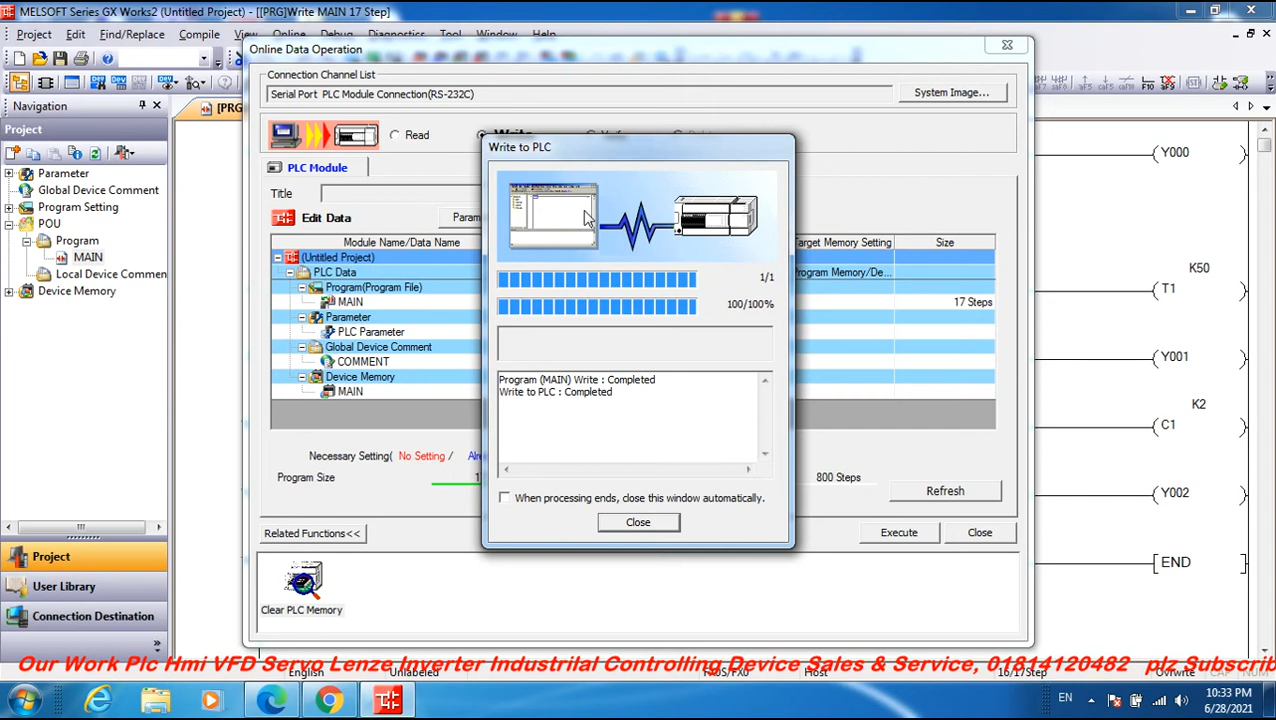 MELSOFT Series GX Works2 (Untitled Project) - [[PRG]Write MAIN 17 Step]
Project Edit Find/Replace Compile View Online Debug Diagnostics Tool Window Help
Online Data Operation
Connection Channel List
Serial Port PLC Module Connection(RS-232C)
System Image...
Read
Write
PLC Module
Title
Edit Data
Navigation
Project
Parameter
Global Device Comment
Program Setting
POU
Program
MAIN
Local Device Commen
Device Memory
Project
User Library
Connection Destination
Module Name/Data Name
Target Memory Setting
Size
(Untitled Project)
PLC Data
Program Memory/De...
Program(Program File)
MAIN
17 Steps
Parameter
PLC Parameter
Global Device Comment
COMMENT
Device Memory
MAIN
Necessary Setting( No Setting /
Program Size
800 Steps
Refresh
Related Functions<<
Execute
Close
Clear PLC Memory
Write to PLC
1/1
100/100%
Program (MAIN) Write : Completed
Write to PLC : Completed
When processing ends, close this window automatically.
Close
[PRG
Y000
K50
T1
Y001
K2
C1
Y002
END
Our Work Plc Hmi VFD Servo Lenze Inverter Industrilal Controlling Device Sales & Service, 01814120482 plz Subscrib
English
Unlabeled
FX0S/FX0
16/17Step
Ovrwrte
CAP
NUM
EN
10:33 PM
6/28/2021